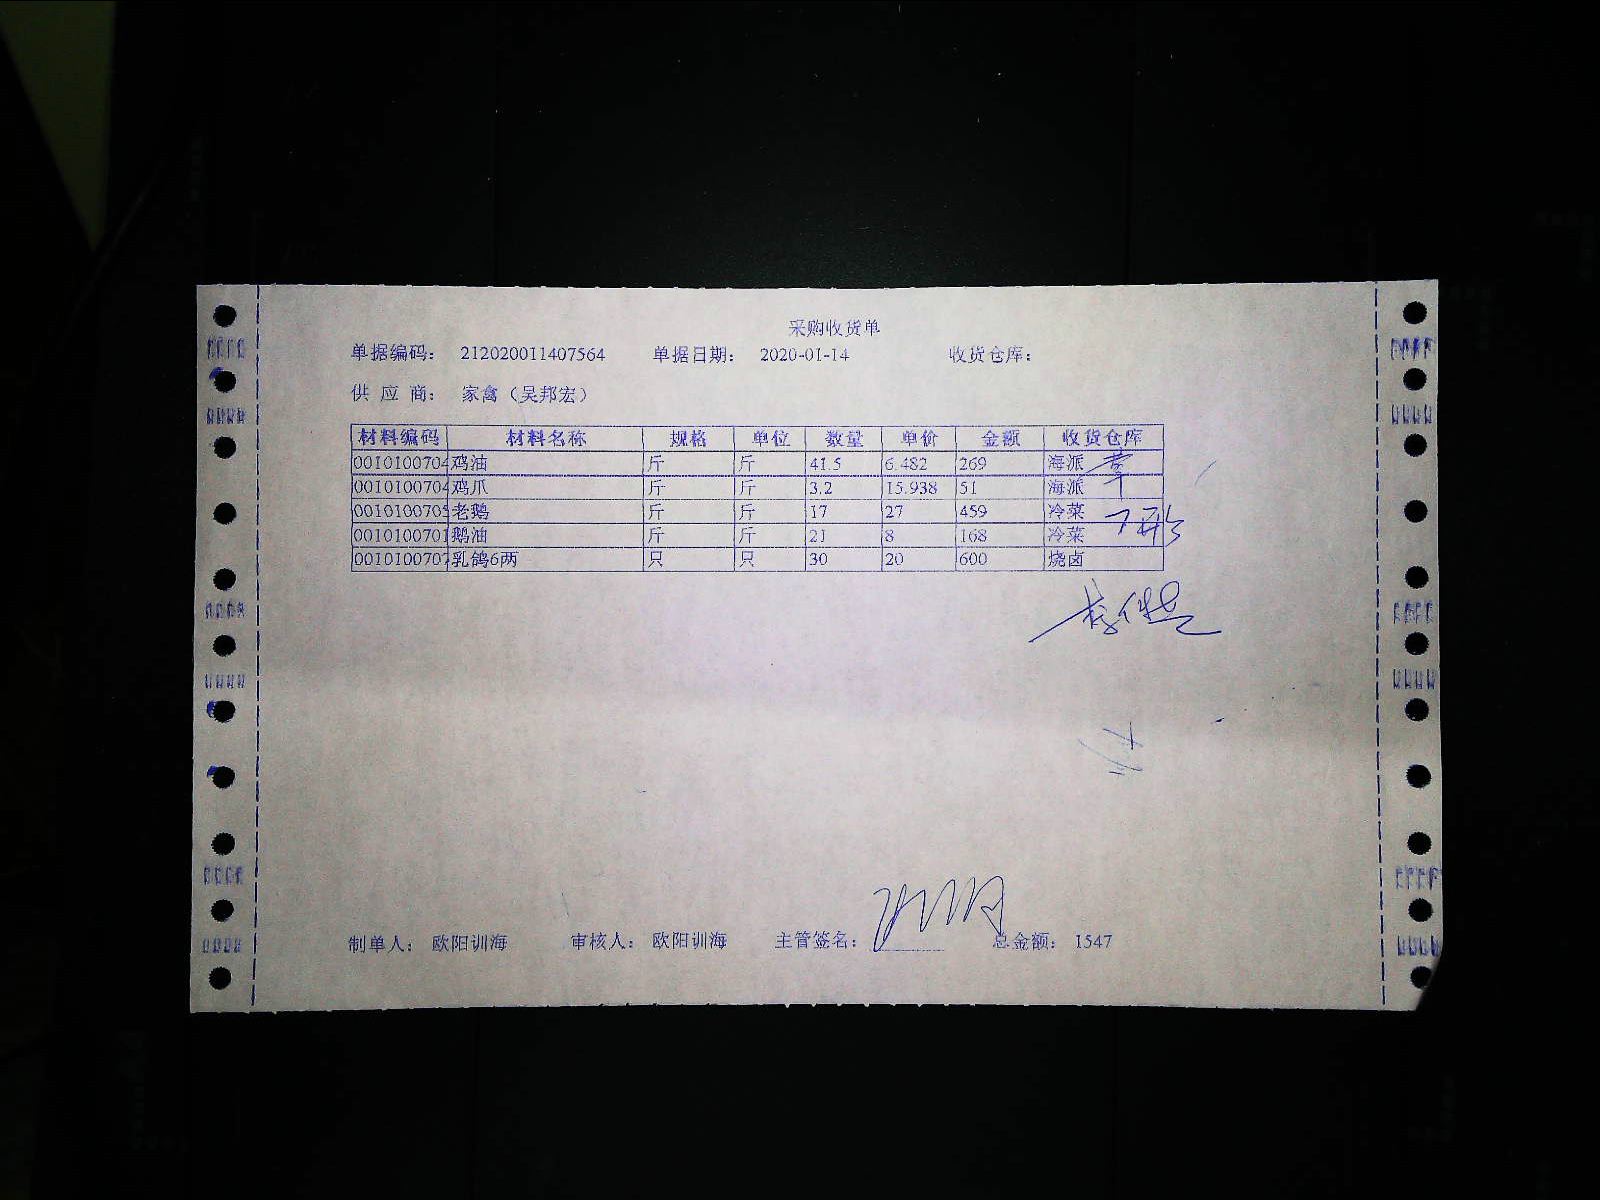 采购收货单
单据编码： 212020011407564 单据日期： 2020-01-14 收货仓库：
供 应 商： 家禽（吴邦宏）
材料编码 材料名称 规格 单位 数量 单价 金额 收货仓库
0010100704 鸡油 斤 斤 41.5 6.482 269 海派
0010100704 鸡爪 斤 斤 3.2 15.938 51 海派
001010070 老鹅 斤 斤 17 27 459 冷菜
0010100701 鹅油 斤 斤 21 8 168 冷菜
0010100707 乳鸽6两 只 只 30 20 600 烧卤
制单人： 欧阳训海 审核人： 欧阳训海 主管签名： 总金额： 1547